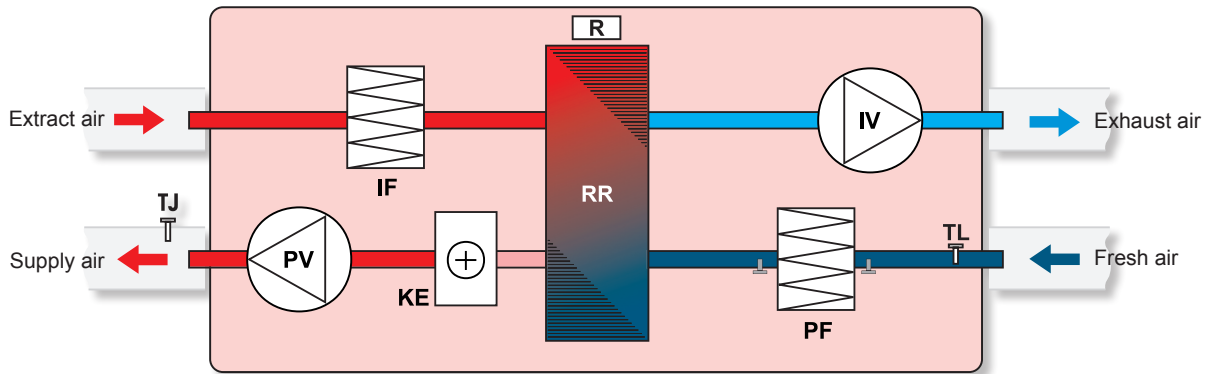 R
Extract air
IV
Exhaust air
IF
RR
TJ
TL
Supply air
PV
Fresh air
KE
PF